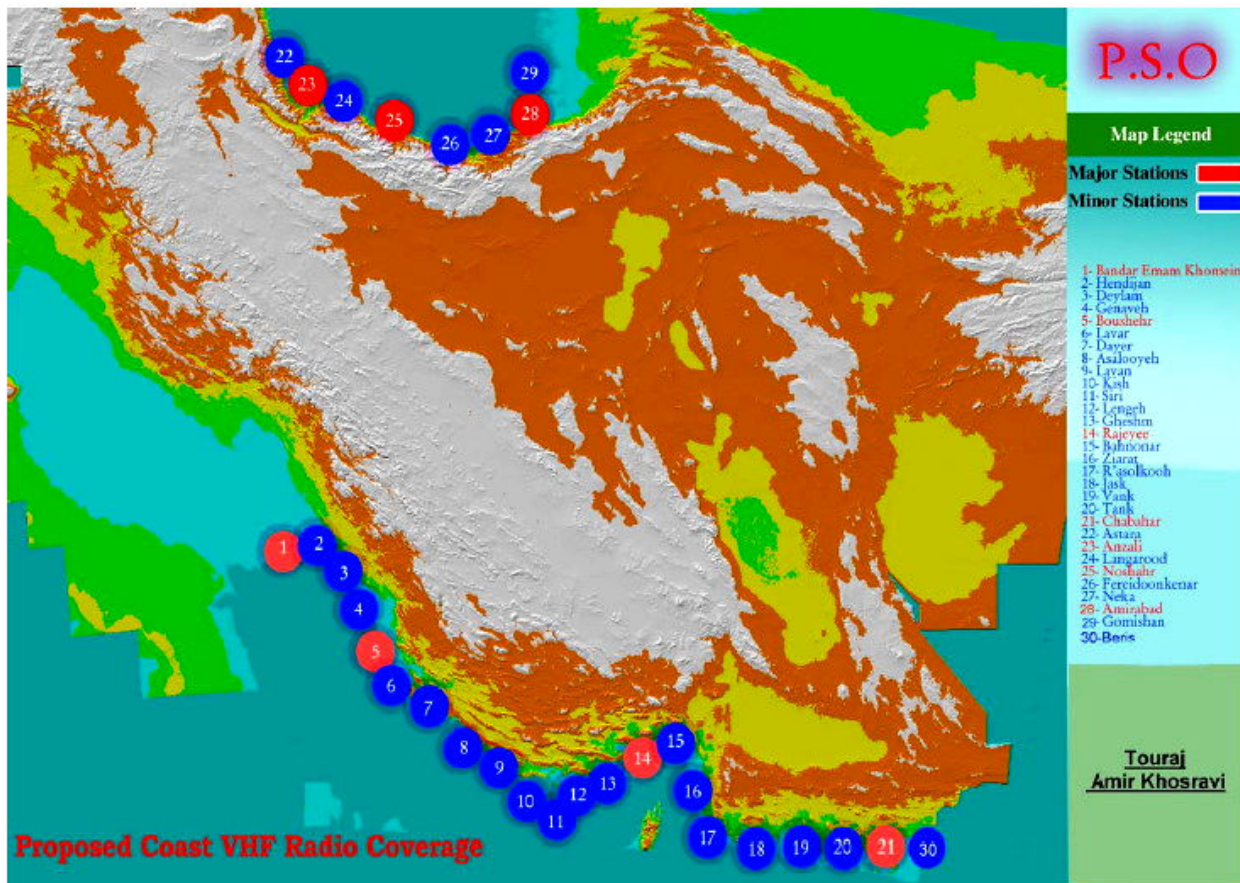 P.S.O
Map Legend
Major Stations
Minor Stations
1- Bandar Emam Khomeini
2- Hendijan
3- Deylam
4- Genaveh
5- Boushehr
6- Lavar
7- Dayer
8- Asalooyeh
9- Lavan
10- Kish
11- Siri
12- Lengeh
13- Gheshm
14- Rajeyee
15- Bahnonar
16- Ziarat
17- R'asolkooh
18- Jask
19- Vank
20- Tank
21- Chabahar
22- Astara
23- Anzali
24- Langarood
25- Noshahr
26- Fereidoonkenar
27- Neka
28- Amirabad
29- Gomishan
30-Beris
Touraj
Amir Khosravi
22
23
24
25
26
27
28
29
1
2
3
4
5
6
7
8
9
10
11
12
13
14
15
16
17
18
19
20
21
30
Proposed Coast VHF Radio Coverage